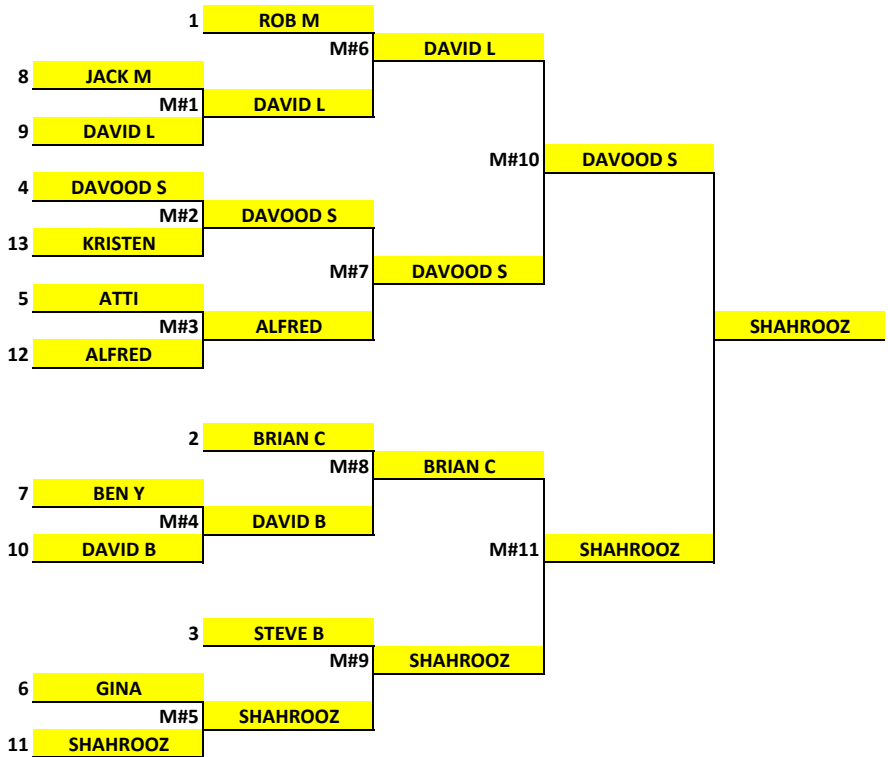 1 ROB M
M#6 DAVID L
8 JACK M
M#1 DAVID L
9 DAVID L
M#10 DAVOOD S
4 DAVOOD S
M#2 DAVOOD S
13 KRISTEN
M#7 DAVOOD S
5 ATTI
M#3 ALFRED
SHAHROOZ
12 ALFRED
2 BRIAN C
M#8 BRIAN C
7 BEN Y
M#4 DAVID B
10 DAVID B
M#11 SHAHROOZ
3 STEVE B
M#9 SHAHROOZ
6 GINA
M#5 SHAHROOZ
11 SHAHROOZ